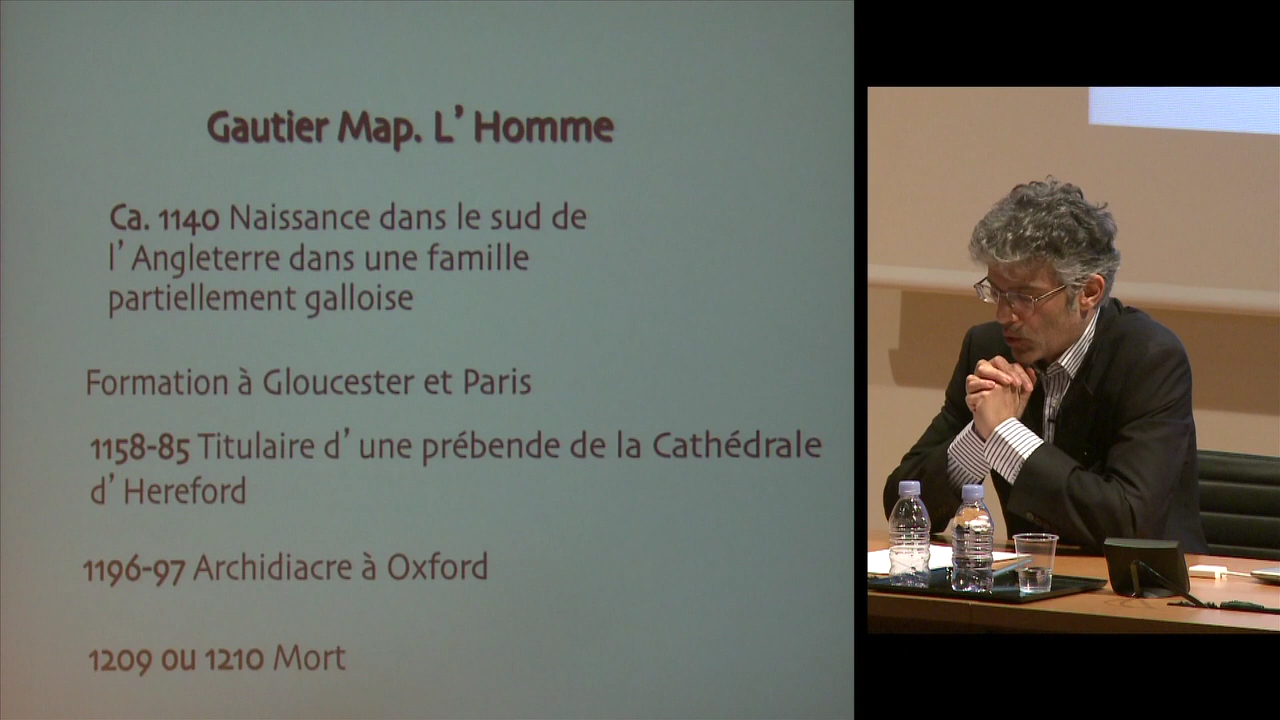 Gautier Map. L’ Homme
Ca. 1140 Naissance dans le sud de
l’ Angleterre dans une famille
partiellement galloise
Formation à Gloucester et Paris
1158-85 Titulaire d’ une prébende de la Cathédrale
d’ Hereford
1196-97 Archidiacre à Oxford
1209 ou 1210 Mort